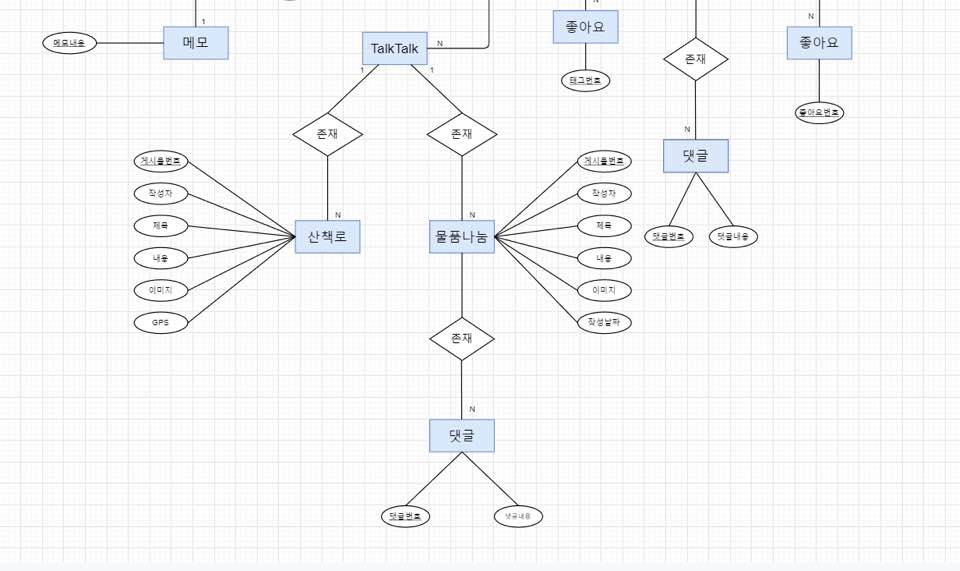 N
N
1
메모내용
메모
TalkTalk
N
좋아요
좋아요
1
1
태그번호
존재
좋아요번호
존재
존재
N
댓글
게시물번호
작성자
제목
내용
이미지
GPS
N
산책로
N
물품나눔
게시물번호
작성자
제목
내용
이미지
작성날짜
댓글번호
댓글내용
존재
N
댓글
댓글번호
댓글내용